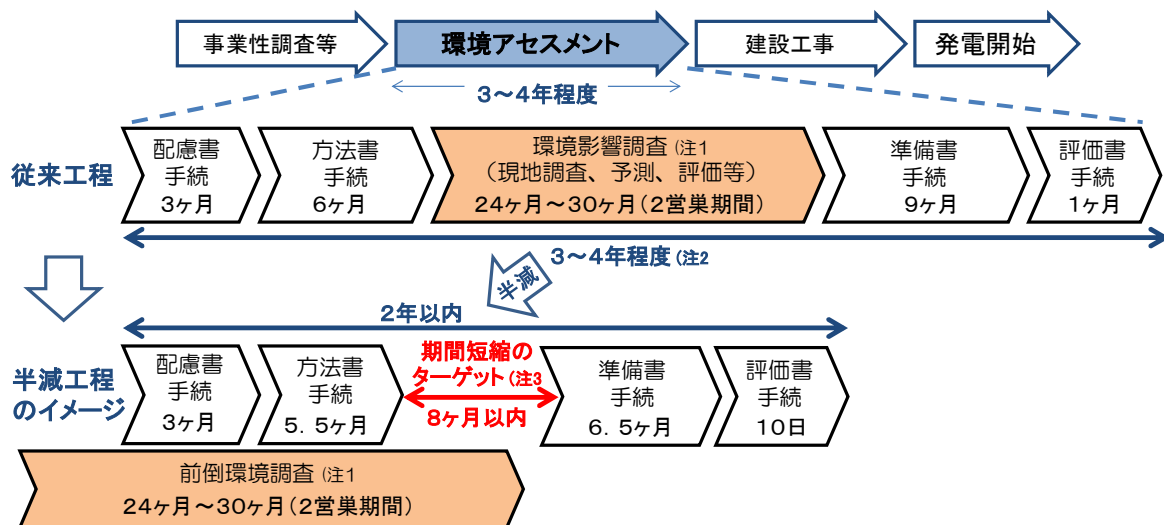 事業性調査等
環境アセスメント
建設工事
発電開始
3～4年程度
従来工程
配慮書
手続
3ヶ月
方法書
手続
6ヶ月
環境影響調査(注1
(現地調査、予測、評価等)
24ヶ月～30ヶ月(2営巣期間)
準備書
手続
9ヶ月
評価書
手続
1ヶ月
3～4年程度(注2
半減
2年以内
半減工程
のイメージ
配慮書
手続
3ヶ月
方法書
手続
5.5ヶ月
期間短縮の
ターゲット(注3
8ヶ月以内
準備書
手続
6.5ヶ月
評価書
手続
10日
前倒環境調査(注1
24ヶ月～30ヶ月(2営巣期間)